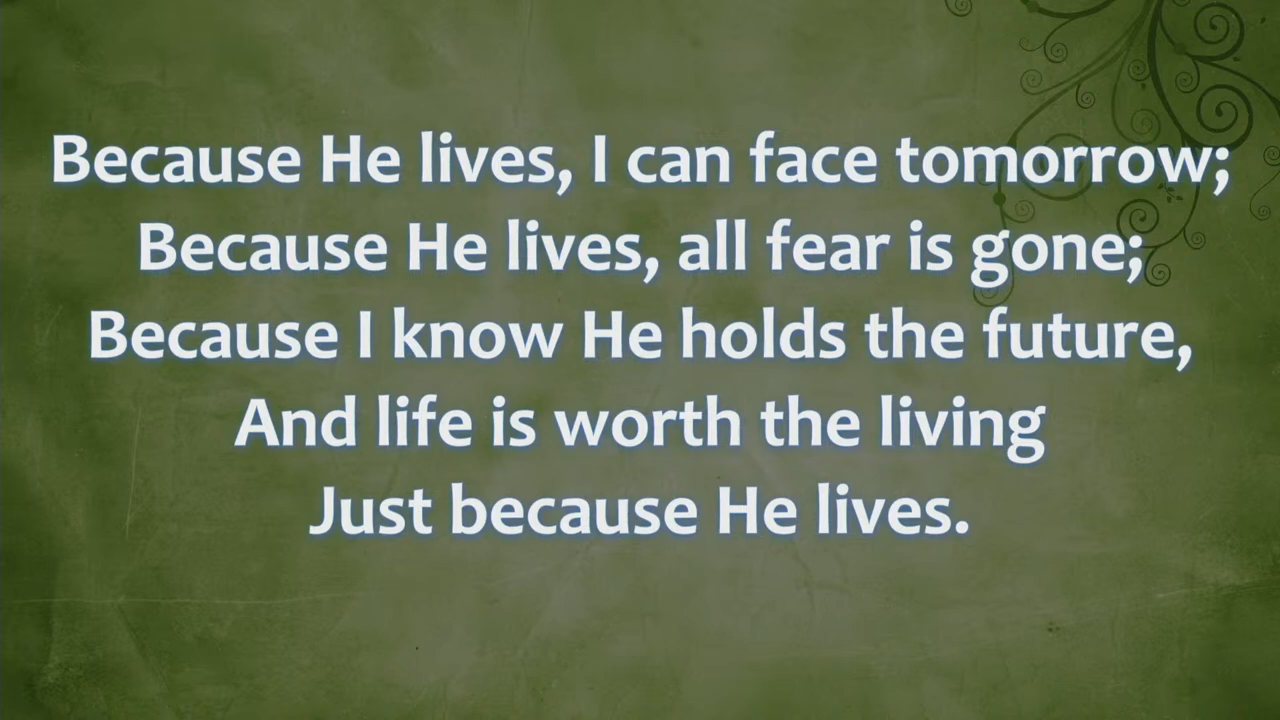 Because He lives, I can face tomorrow;
Because He lives, all fear is gone;
Because I know He holds the future,
And life is worth the living
Just because He lives.